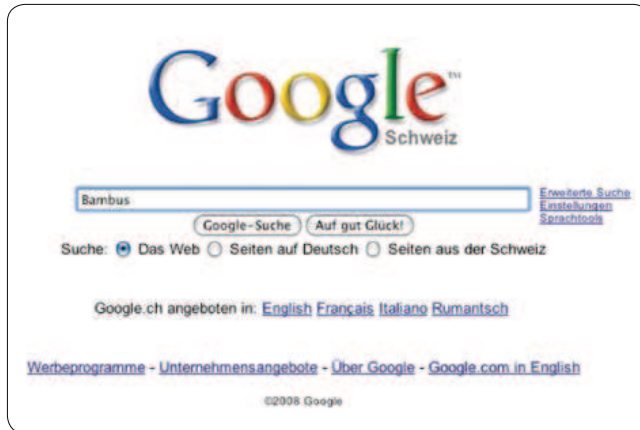 Google™
Schweiz
Bambus
Erweiterte Suche
Einstellungen
Sprachtools
Google-Suche Auf gut Glück!
Suche: Das Web Seiten auf Deutsch Seiten aus der Schweiz
Google.ch angeboten in: English Français Italiano Rumantsch
Werbeprogramme - Unternehmensangebote - Über Google - Google.com in English
©2008 Google